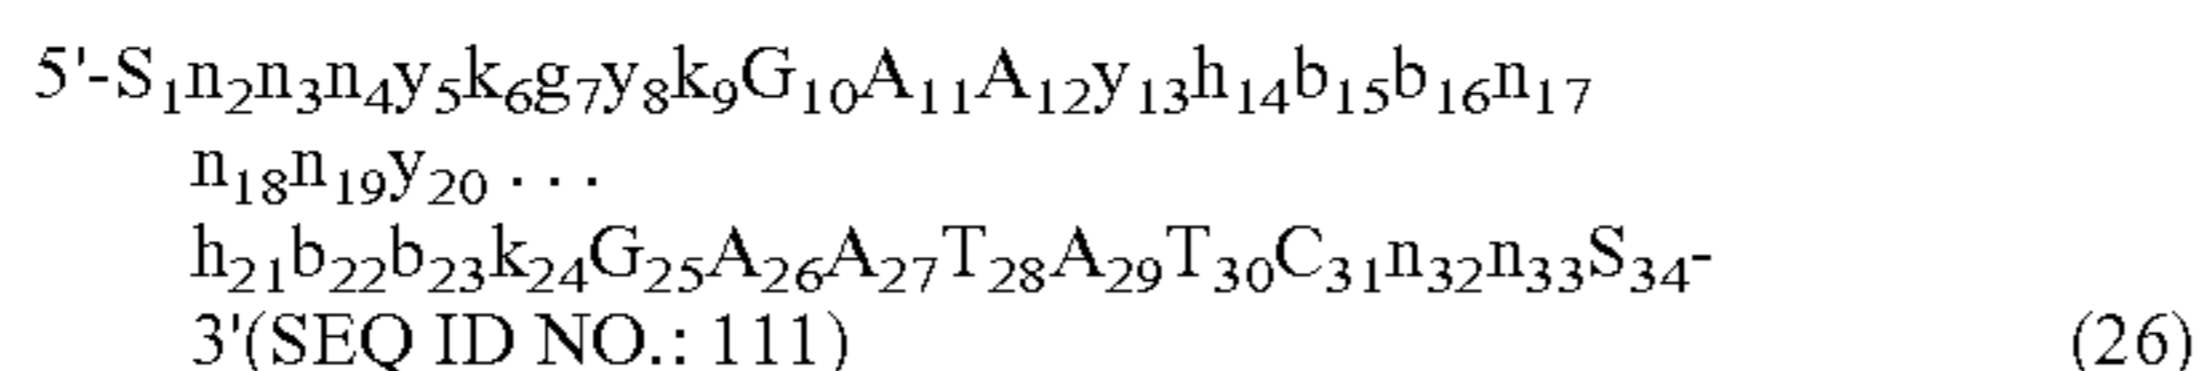 5'-S₁n₂n₃n₄y₅k₆g₇y₈k₉G₁₀A₁₁A₁₂y₁₃h₁₄b₁₅b₁₆n₁₇
n₁₈n₁₉y₂₀ . . .
h₂₁b₂₂b₂₃k₂₄G₂₅A₂₆A₂₇T₂₈A₂₉T₃₀C₃₁n₃₂n₃₃S₃₄-
3'(SEQ ID NO.: 111) (26)